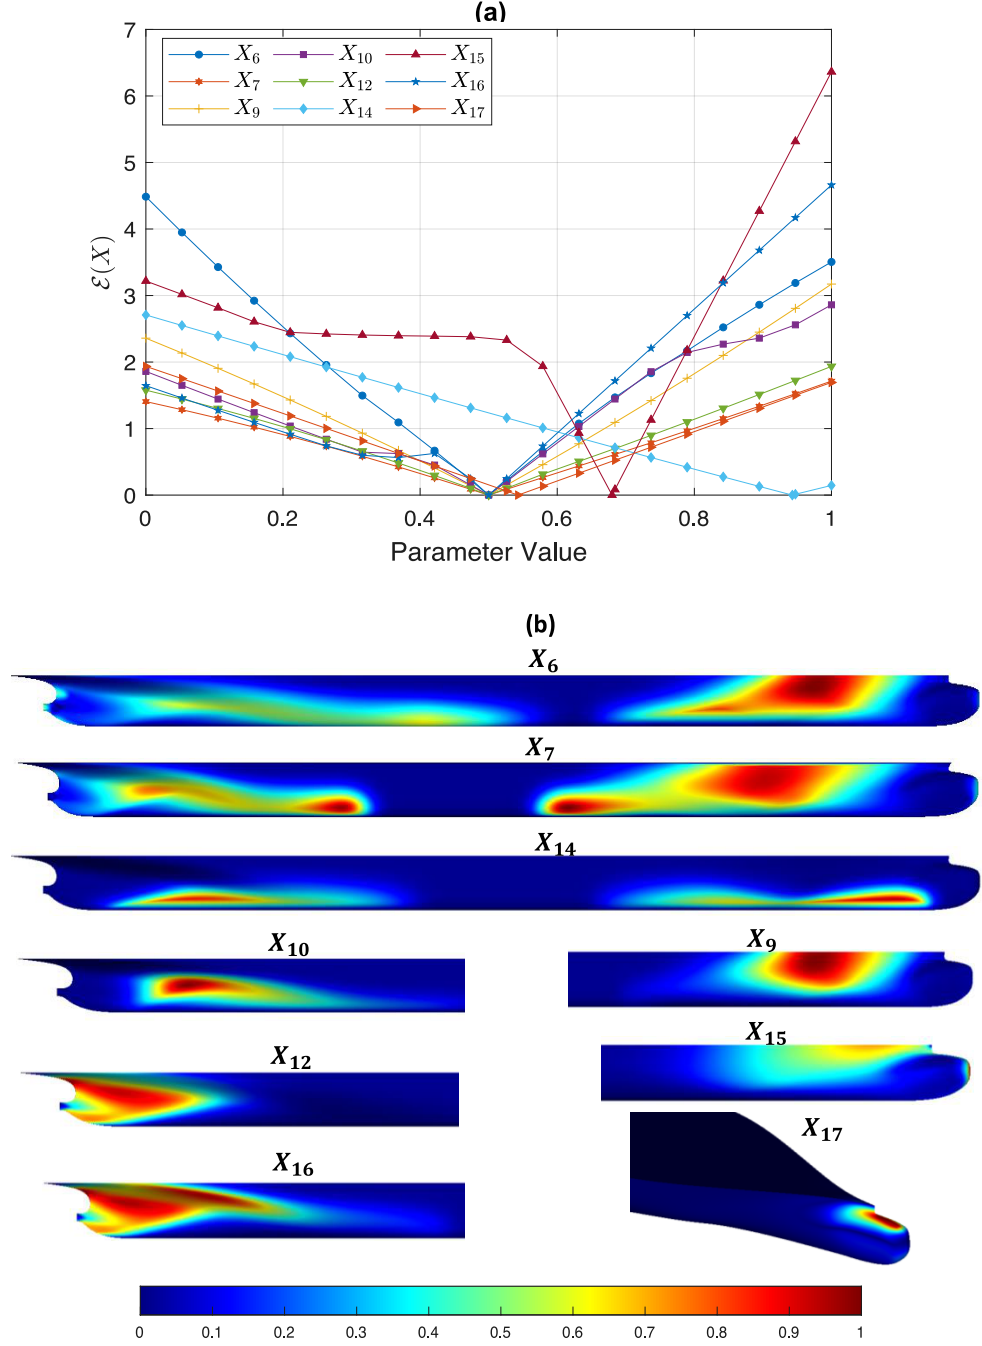 (a)
7
6
5
4
3
2
1
0
ℰ(X)
X6 X10 X15
X7 X12 X16
X9 X14 X17
0 0.2 0.4 0.6 0.8 1
Parameter Value
(b)
X6
X7
X14
X10 X9
X12 X15
X16 X17
0 0.1 0.2 0.3 0.4 0.5 0.6 0.7 0.8 0.9 1